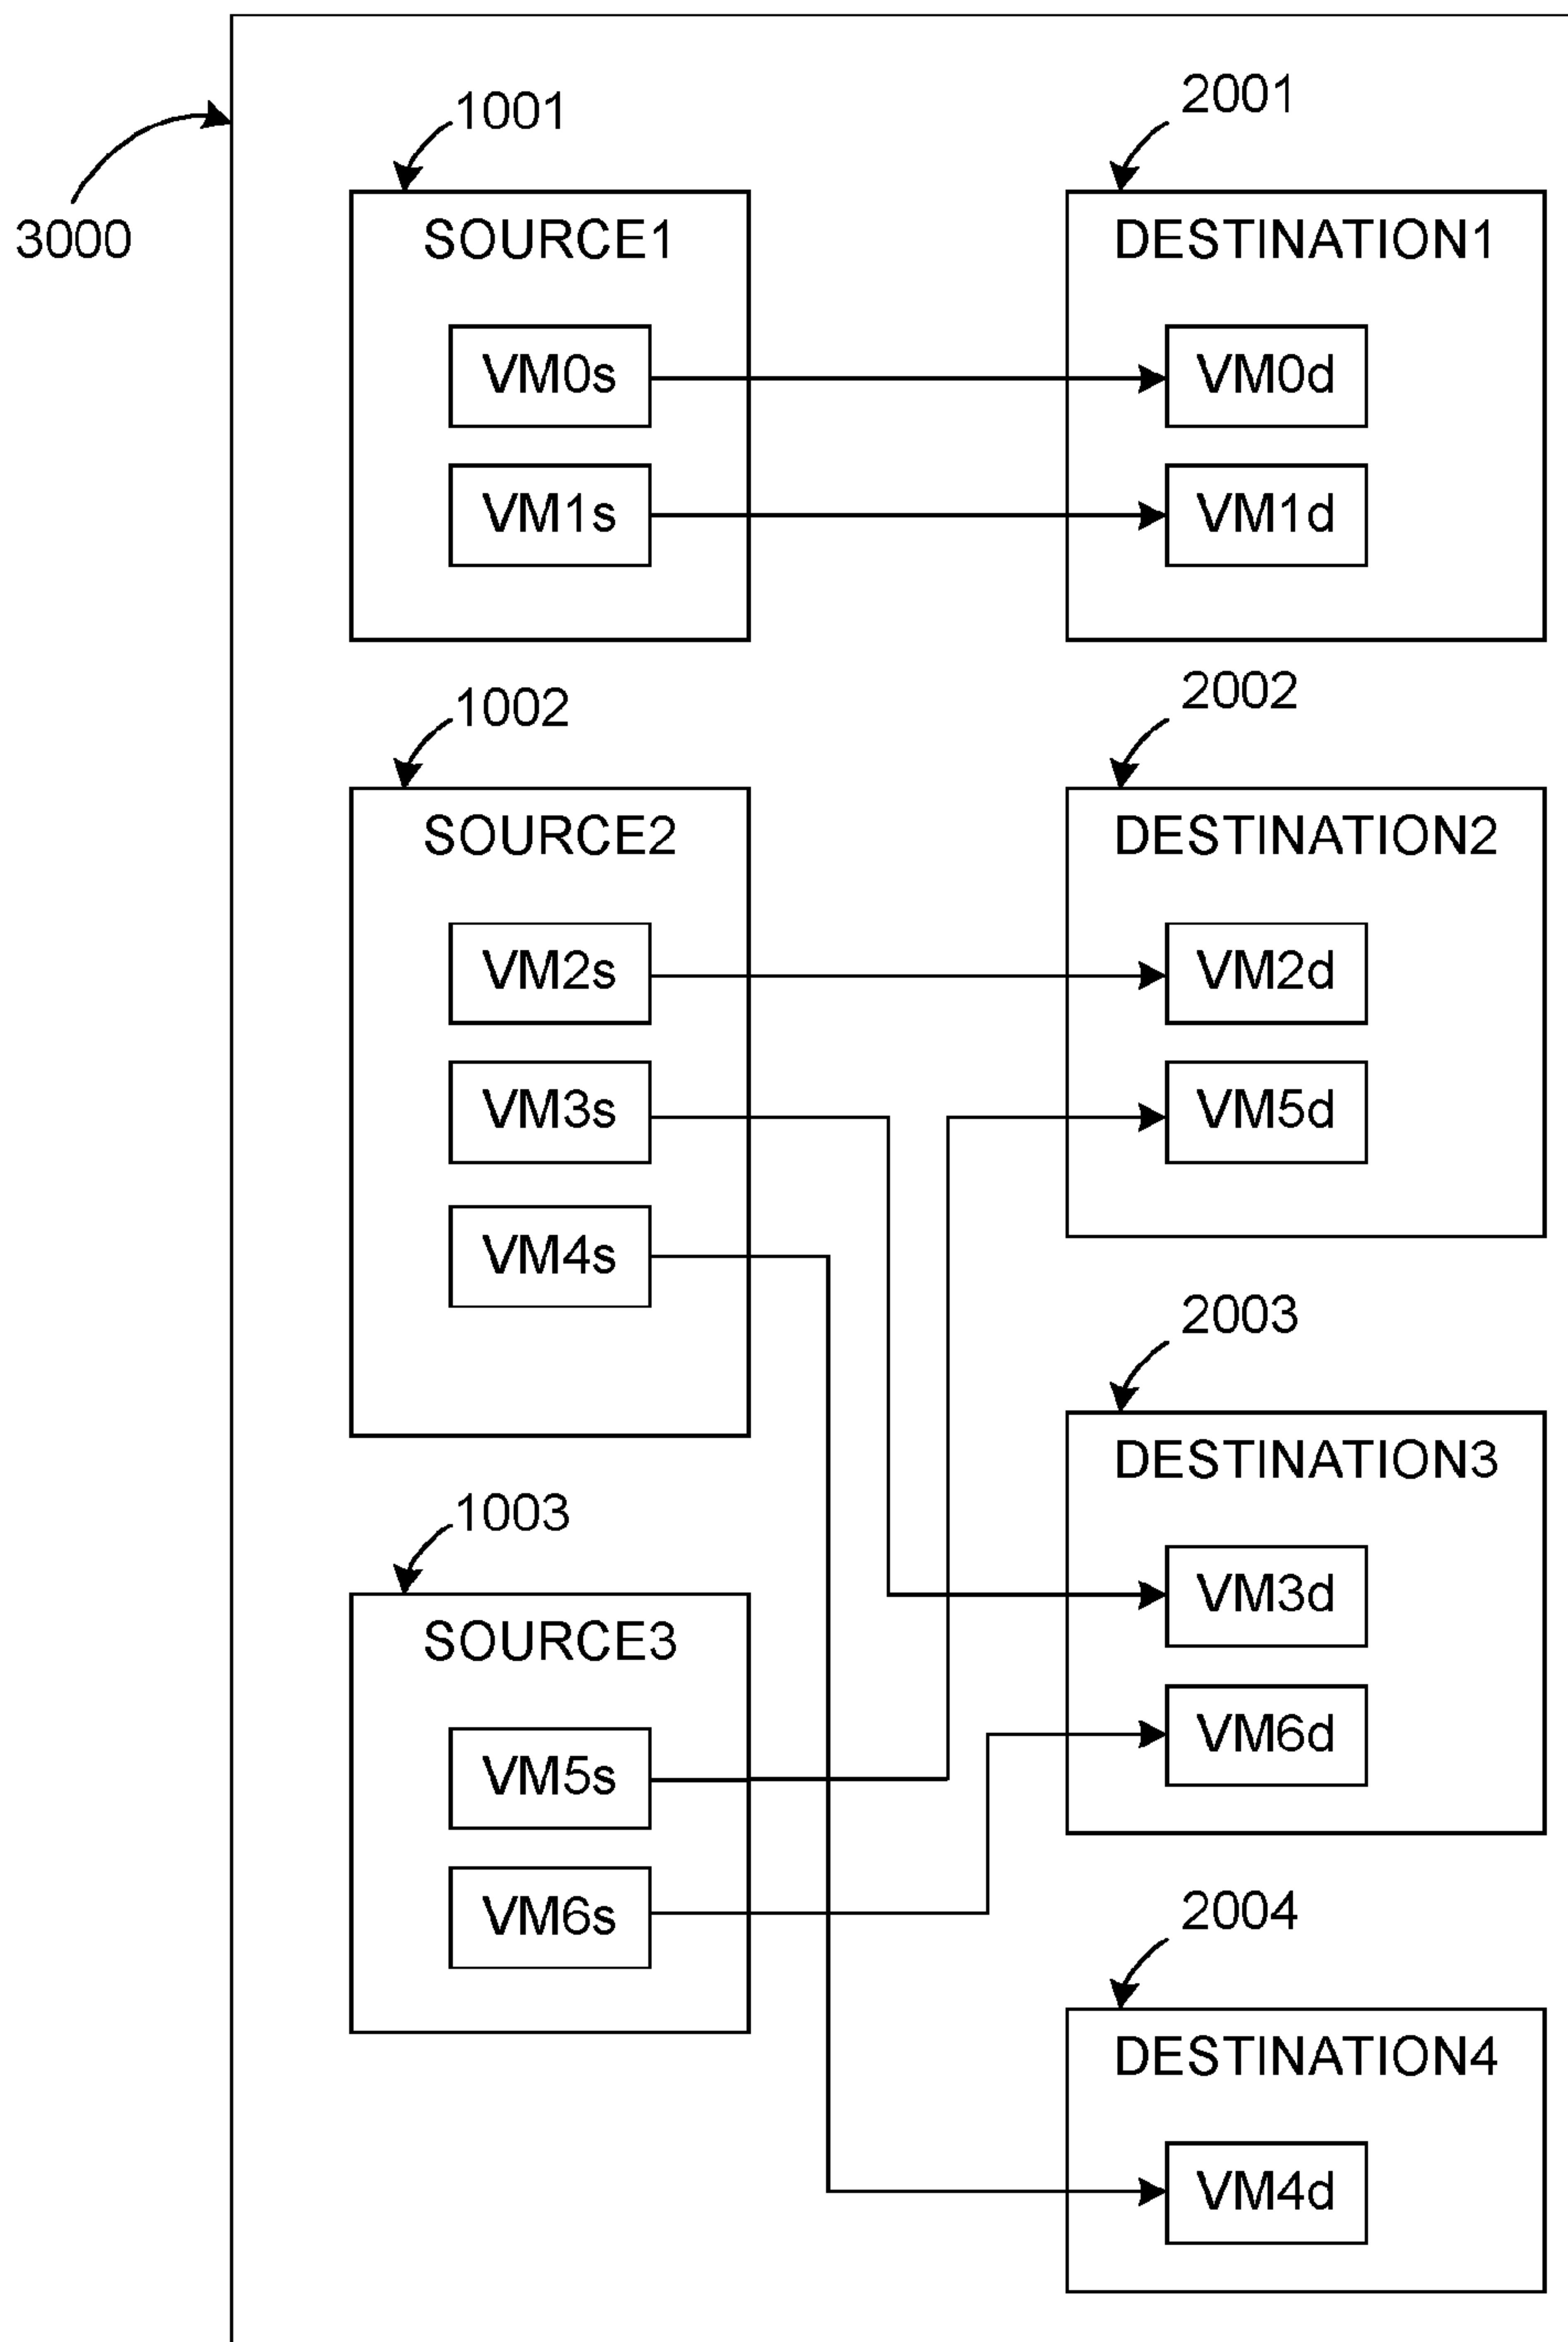 3000
1001
SOURCE1
VM0s
VM1s
2001
DESTINATION1
VM0d
VM1d
1002
SOURCE2
VM2s
VM3s
VM4s
2002
DESTINATION2
VM2d
VM5d
1003
SOURCE3
VM5s
VM6s
2003
DESTINATION3
VM3d
VM6d
2004
DESTINATION4
VM4d